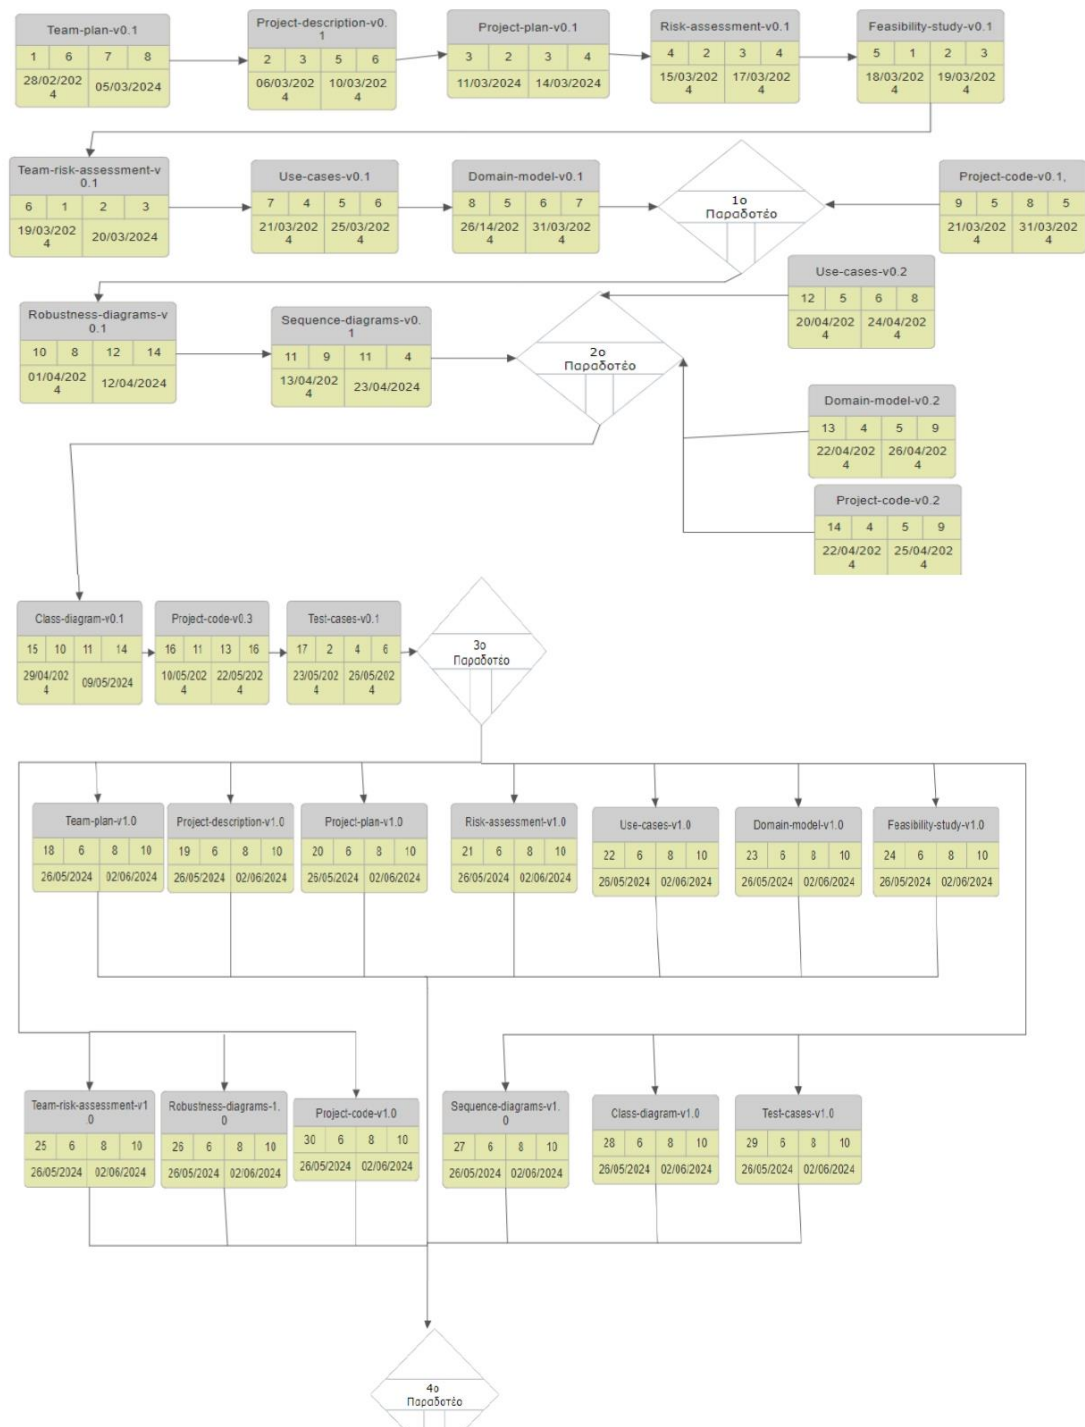 Team-plan-v0.1
1 6 7 8
28/02/202
4
05/03/2024
Project-description-v0.
1
2 3 5 6
06/03/202
4
10/03/202
4
Project-plan-v0.1
3 2 3 4
11/03/2024 14/03/2024
Risk-assessment-v0.1
4 2 3 4
15/03/202
4
17/03/202
4
Feasibility-study-v0.1
5 1 2 3
18/03/202
4
19/03/202
4
Team-risk-assessment-v
0.1
6 1 2 3
19/03/202
4
20/03/2024
Use-cases-v0.1
7 4 5 6
21/03/202
4
25/03/202
4
Domain-model-v0.1
8 5 6 7
26/14/202
4
31/03/202
4
1ο
Παραδοτέο
Project-code-v0.1,
9 5 8 5
21/03/202
4
31/03/202
4
Robustness-diagrams-v
0.1
10 8 12 14
01/04/202
4
12/04/2024
Sequence-diagrams-v0.
1
11 9 11 4
13/04/202
4
23/04/2024
2ο
Παραδοτέο
Use-cases-v0.2
12 5 6 8
20/04/202
4
24/04/202
4
Domain-model-v0.2
13 4 5 9
22/04/202
4
26/04/202
4
Project-code-v0.2
14 4 5 9
22/04/202
4
25/04/202
4
Class-diagram-v0.1
15 10 11 14
29/04/202
4
09/05/2024
Project-code-v0.3
16 11 13 16
10/05/202
4
22/05/202
4
Test-cases-v0.1
17 2 4 6
23/05/202
4
26/05/202
4
3ο
Παραδοτέο
Team-plan-v1.0
18 6 8 10
26/05/2024 02/06/2024
Project-description-v1.0
19 6 8 10
26/05/2024 02/06/2024
Project-plan-v1.0
20 6 8 10
26/05/2024 02/06/2024
Risk-assessment-v1.0
21 6 8 10
26/05/2024 02/06/2024
Use-cases-v1.0
22 6 8 10
26/05/2024 02/06/2024
Domain-model-v1.0
23 6 8 10
26/05/2024 02/06/2024
Feasibility-study-v1.0
24 6 8 10
26/05/2024 02/06/2024
Team-risk-assessment-v1
.0
25 6 8 10
26/05/2024 02/06/2024
Robustness-diagrams-1.
0
26 6 8 10
26/05/2024 02/06/2024
Project-code-v1.0
30 6 8 10
26/05/2024 02/06/2024
Sequence-diagrams-v1.
0
27 6 8 10
26/05/2024 02/06/2024
Class-diagram-v1.0
28 6 8 10
26/05/2024 02/06/2024
Test-cases-v1.0
29 6 8 10
26/05/2024 02/06/2024
4ο
Παραδοτέο